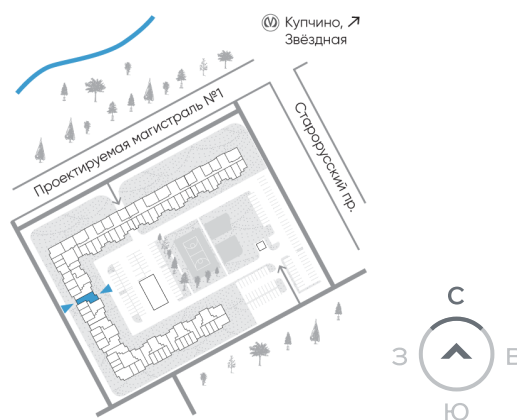 Купчино, ↗
Звёздная
Проектируемая магистраль №1
Старорусский пр.
С
З
В
Ю